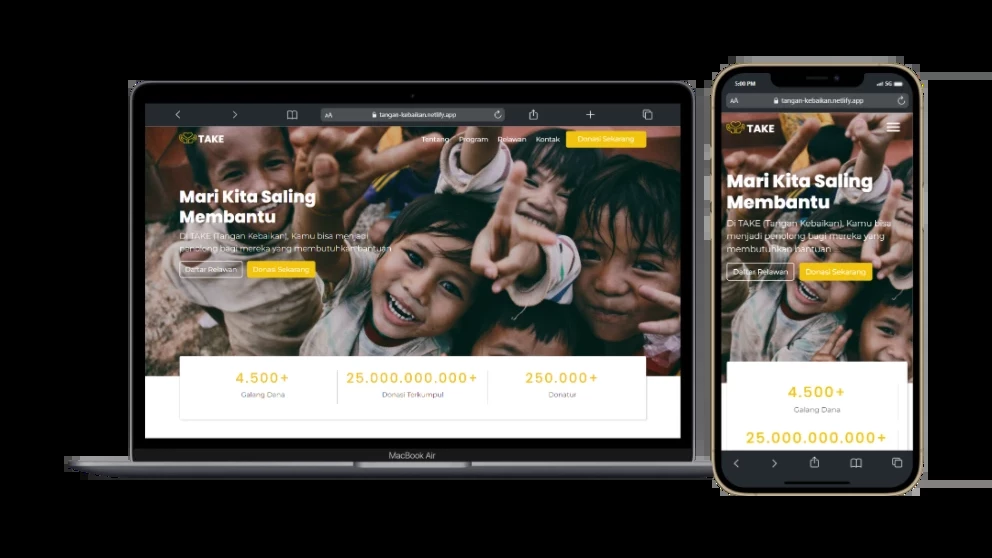 tangan-kebaikan.netlify.app
TAKE
Tentang Program Relawan Kontak Donasi Sekarang
Mari Kita Saling
Membantu
Di TAKE (Tangan Kebaikan), Kamu bisa menjadi
penolong bagi mereka yang membutuhkan bantuan
Daftar Relawan Donasi Sekarang
4.500+ 25.000.000.000+ 250.000+
Galang Dana Donasi Terkumpul Donatur
MacBook Air
5:00 PM 5G
AA tangan-kebaikan.netlify.app
TAKE
Mari Kita Saling
Membantu
Di TAKE (Tangan Kebaikan), Kamu bisa
menjadi penolong bagi mereka yang
membutuhkan bantuan
Daftar Relawan Donasi Sekarang
4.500+
Galang Dana
25.000.000.000+